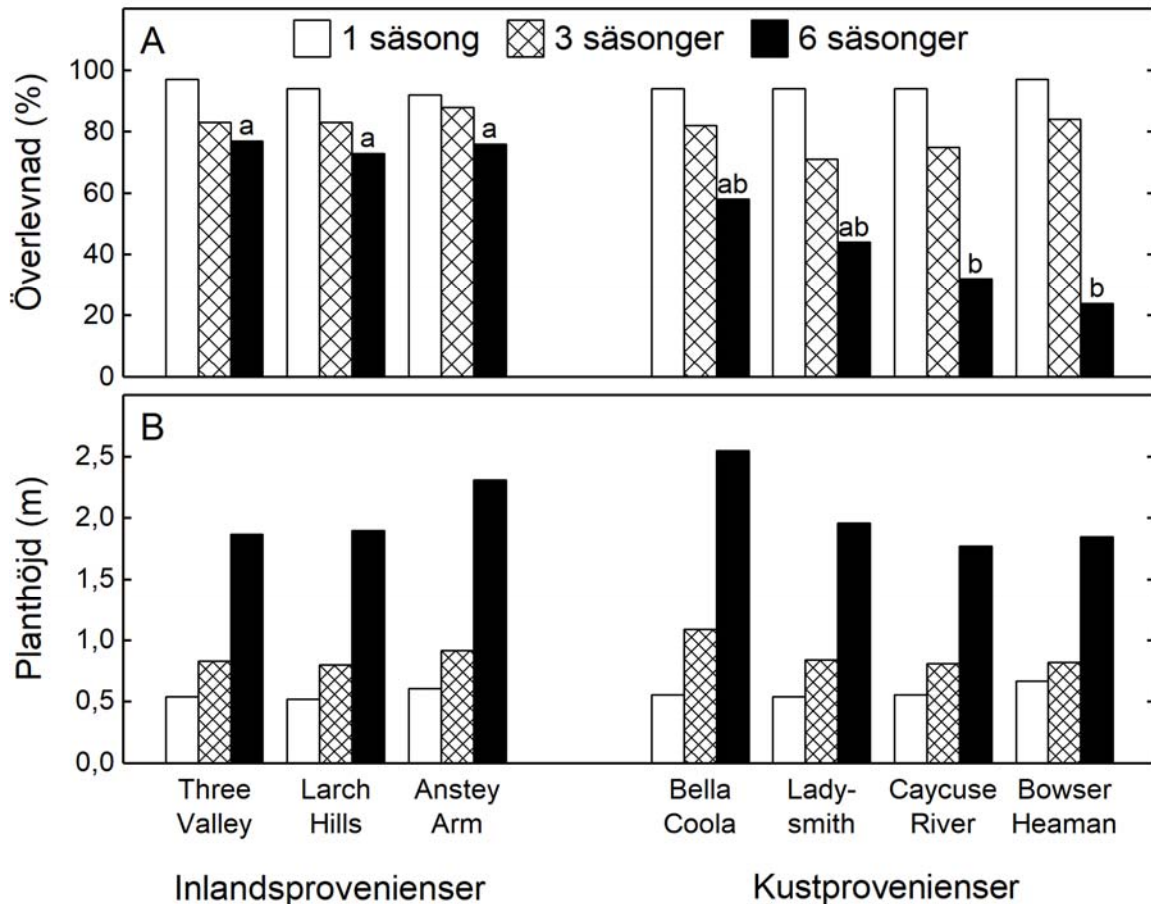 A
1 säsong
3 säsonger
6 säsonger
Överlevnad (%)
100
80
60
40
20
0
a
a
a
ab
ab
b
b
B
Planthöjd (m)
2,5
2,0
1,5
1,0
0,5
0,0
Three
Valley
Larch
Hills
Anstey
Arm
Bella
Coola
Lady-
smith
Caycuse
River
Bowser
Heaman
Inlandsprovenienser
Kustprovenienser